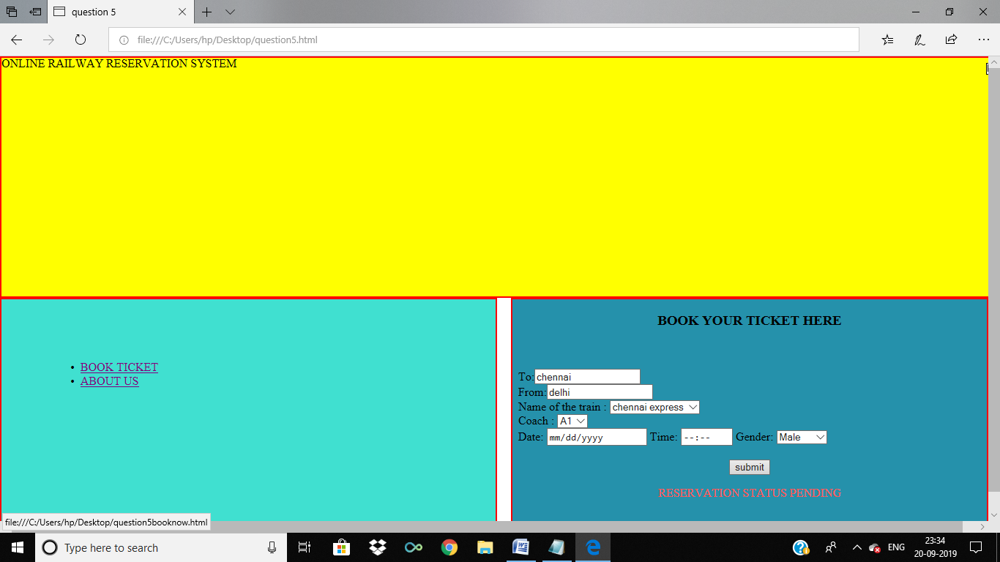 question 5
file:///C:/Users/hp/Desktop/question5.html
ONLINE RAILWAY RESERVATION SYSTEM
BOOK TICKET
ABOUT US
BOOK YOUR TICKET HERE
To: chennai
From: delhi
Name of the train : chennai express
Coach : A1
Date: mm/dd/yyyy Time: --:-- Gender: Male
submit
RESERVATION STATUS PENDING
file:///C:/Users/hp/Desktop/question5booknow.html
Type here to search
ENG
23:34
20-09-2019